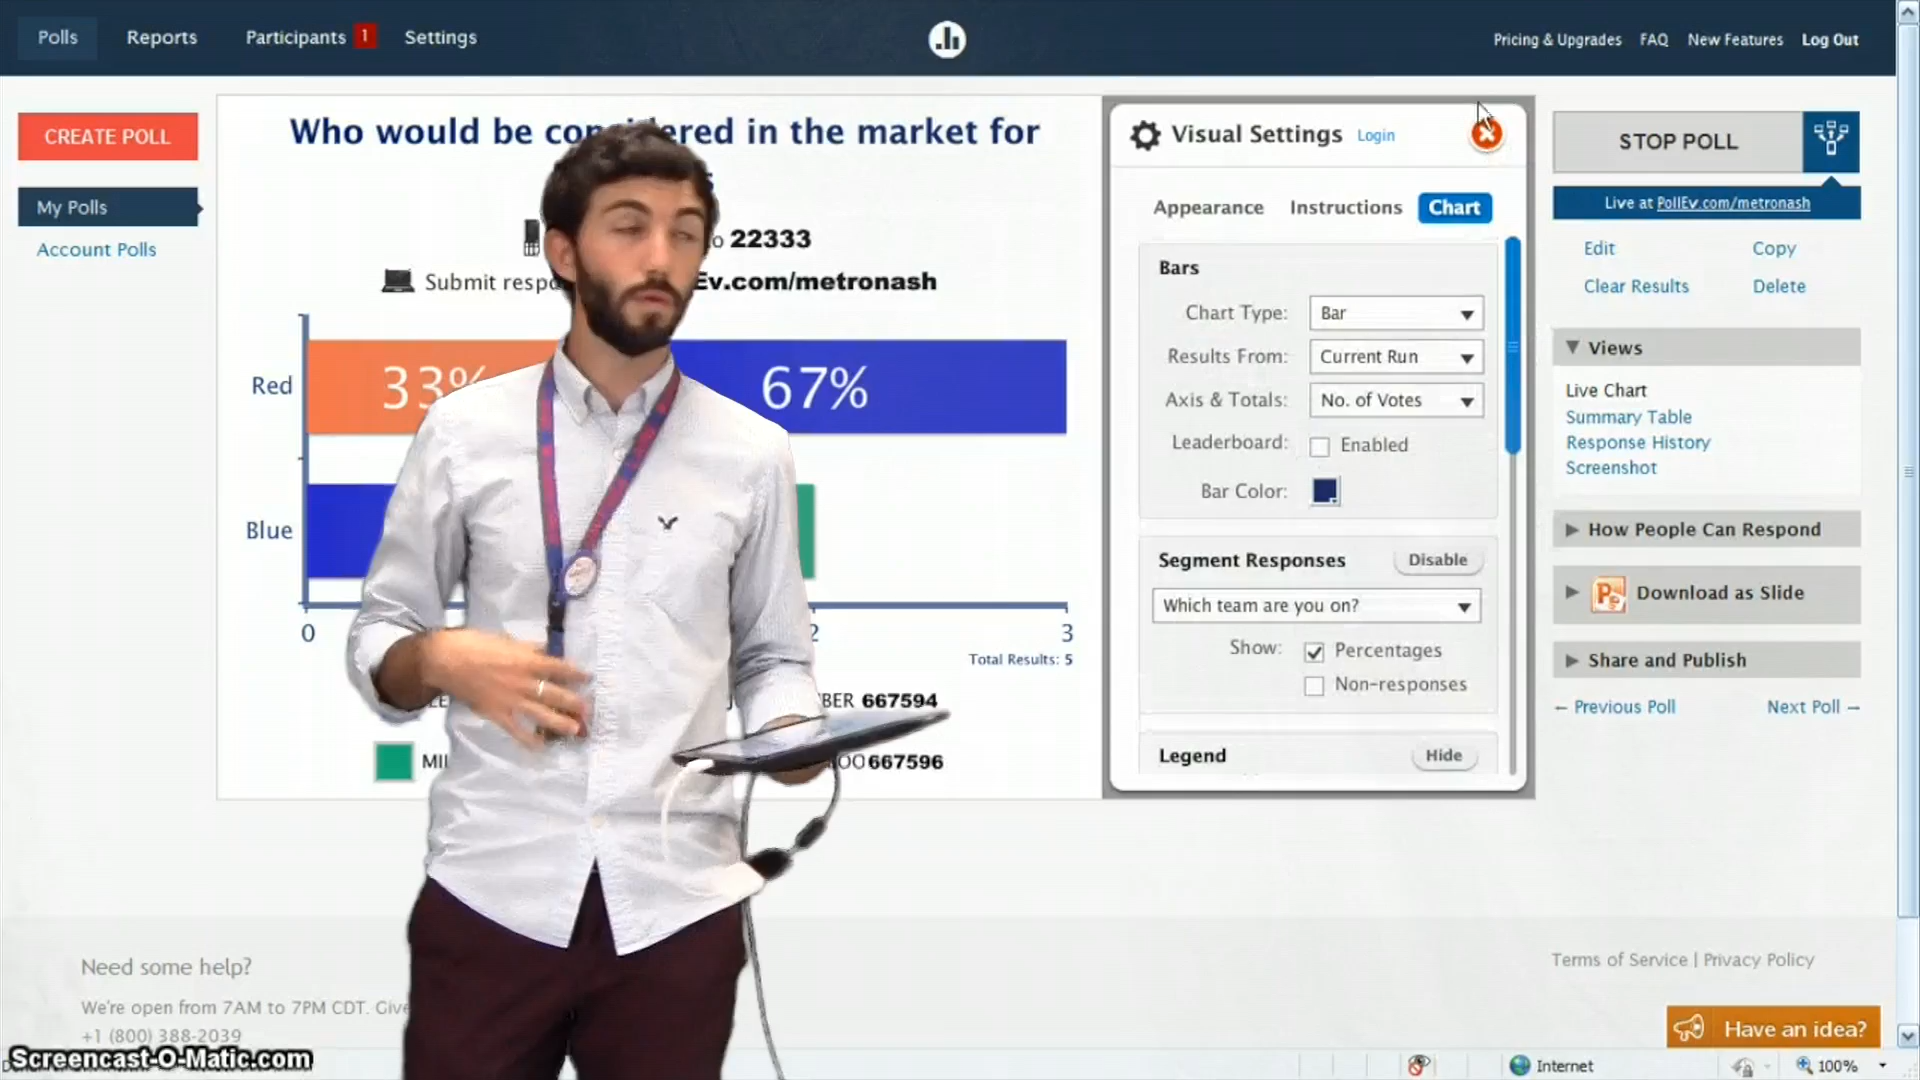 Polls Reports Participants 1 Settings
Pricing & Upgrades FAQ New Features Log Out
CREATE POLL
My Polls
Account Polls
Who would be considered in the market for
22333
Submit
Ev.com/metronash
Red 33% 67%
Blue
0 2 3
Total Results: 5
667594
667596
Visual Settings Login
Appearance Instructions Chart
Bars
Chart Type: Bar
Results From: Current Run
Axis & Totals: No. of Votes
Leaderboard: Enabled
Bar Color:
Segment Responses Disable
Which team are you on?
Show: Percentages
Non-responses
Legend Hide
STOP POLL
Live at PollEv.com/metronash
Edit Copy
Clear Results Delete
Views
Live Chart
Summary Table
Response History
Screenshot
How People Can Respond
Download as Slide
Share and Publish
← Previous Poll Next Poll →
Need some help?
We're open from 7AM to 7PM CDT. Give
+1 (800) 388-2039
Terms of Service | Privacy Policy
Have an idea?
Screencast-O-Matic.com
Internet 100%